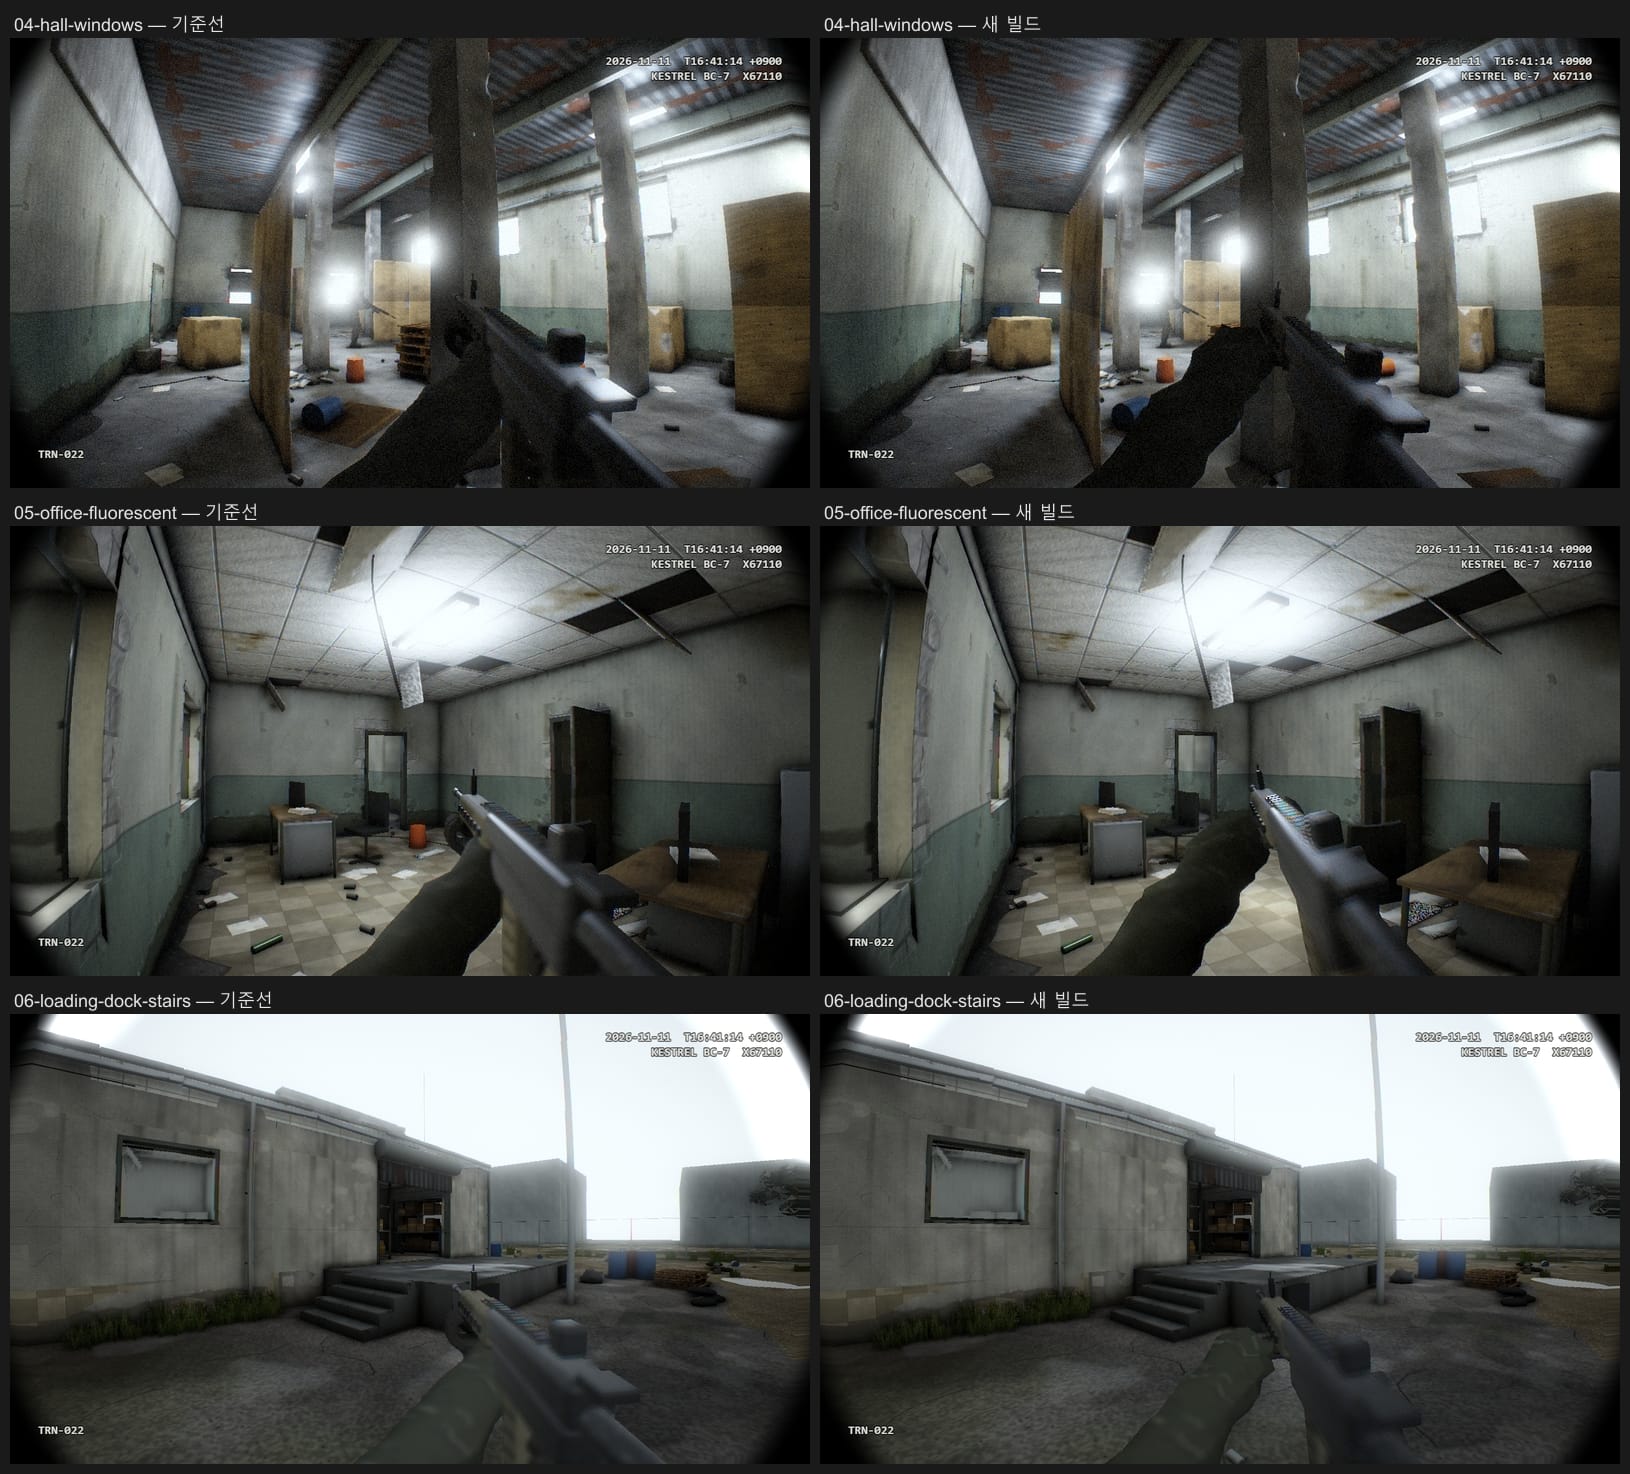 04-hall-windows — 기준선
04-hall-windows — 새 빌드
2026-11-11 T16:41:14 +0900
KESTREL BC-7 X67110
TRN-022
2026-11-11 T16:41:14 +0900
KESTREL BC-7 X67110
TRN-022
05-office-fluorescent — 기준선
05-office-fluorescent — 새 빌드
2026-11-11 T16:41:14 +0900
KESTREL BC-7 X67110
TRN-022
2026-11-11 T16:41:14 +0900
KESTREL BC-7 X67110
TRN-022
06-loading-dock-stairs — 기준선
06-loading-dock-stairs — 새 빌드
2026-11-11 T16:41:14 +0900
KESTREL BC-7 X67110
TRN-022
2026-11-11 T16:41:14 +0900
KESTREL BC-7 X67110
TRN-022